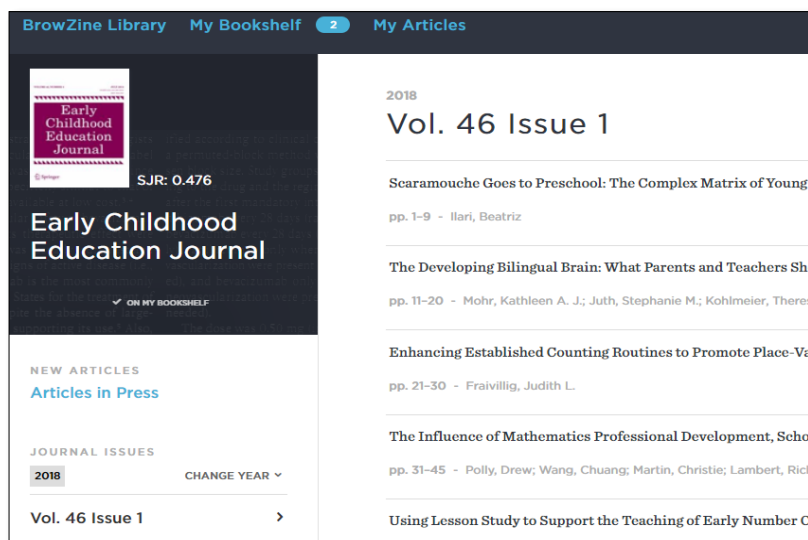 BrowZine Library My Bookshelf 2 My Articles
Early
Childhood
Education
Journal
Springer
SJR: 0.476
Early Childhood
Education Journal
✓ ON MY BOOKSHELF
NEW ARTICLES
Articles in Press
JOURNAL ISSUES
2018 CHANGE YEAR
Vol. 46 Issue 1
2018
Vol. 46 Issue 1
Scaramouche Goes to Preschool: The Complex Matrix of Young
pp. 1–9 - Ilari, Beatriz
The Developing Bilingual Brain: What Parents and Teachers Sh
pp. 11–20 - Mohr, Kathleen A. J.; Juth, Stephanie M.; Kohlmeier, Theres
Enhancing Established Counting Routines to Promote Place-Va
pp. 21–30 - Fraivillig, Judith L.
The Influence of Mathematics Professional Development, Scho
pp. 31–45 - Polly, Drew; Wang, Chuang; Martin, Christie; Lambert, Rich
Using Lesson Study to Support the Teaching of Early Number C